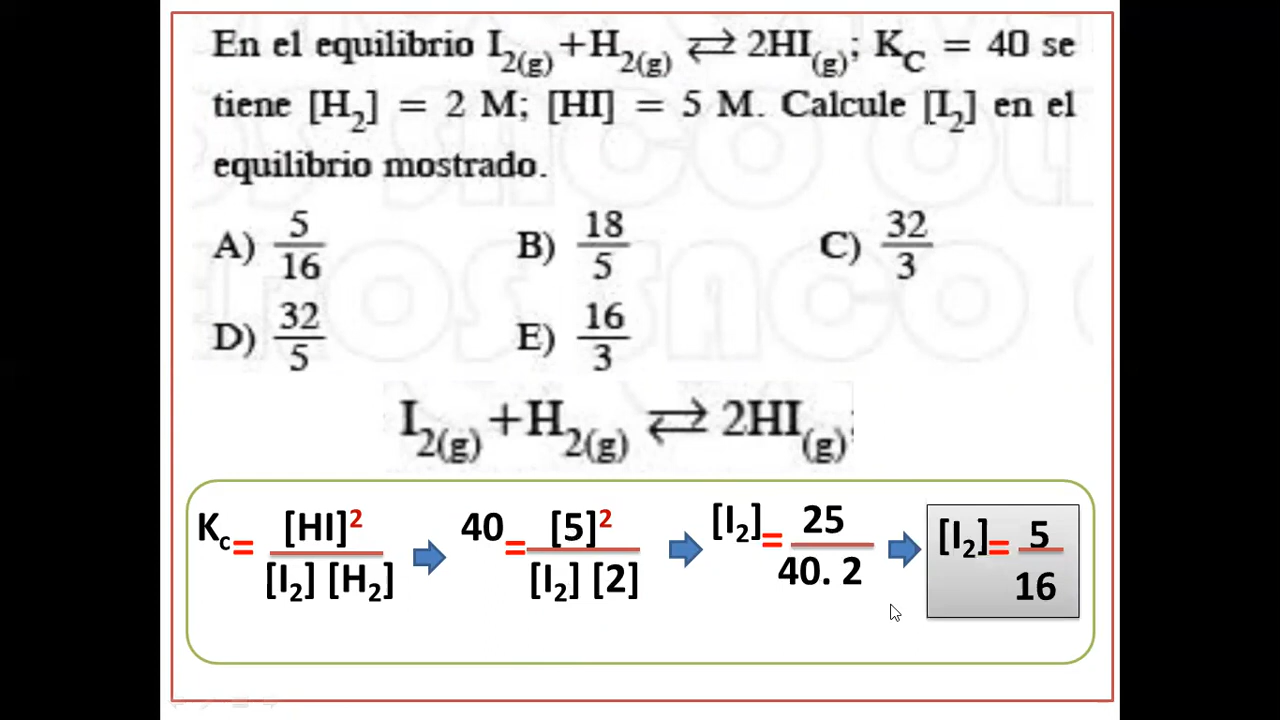 En el equilibrio I₂(g)+H₂(g) ⇄ 2HI(g); K_C = 40 se
tiene [H₂] = 2 M; [HI] = 5 M. Calcule [I₂] en el
equilibrio mostrado.
A) 5/16 B) 18/5 C) 32/3
D) 32/5 E) 16/3
I₂(g)+H₂(g) ⇄ 2HI(g);
K_c = [HI]²/[I₂] [H₂] 40 = [5]²/[I₂] [2] [I₂] = 25/40. 2 [I₂] = 5/16